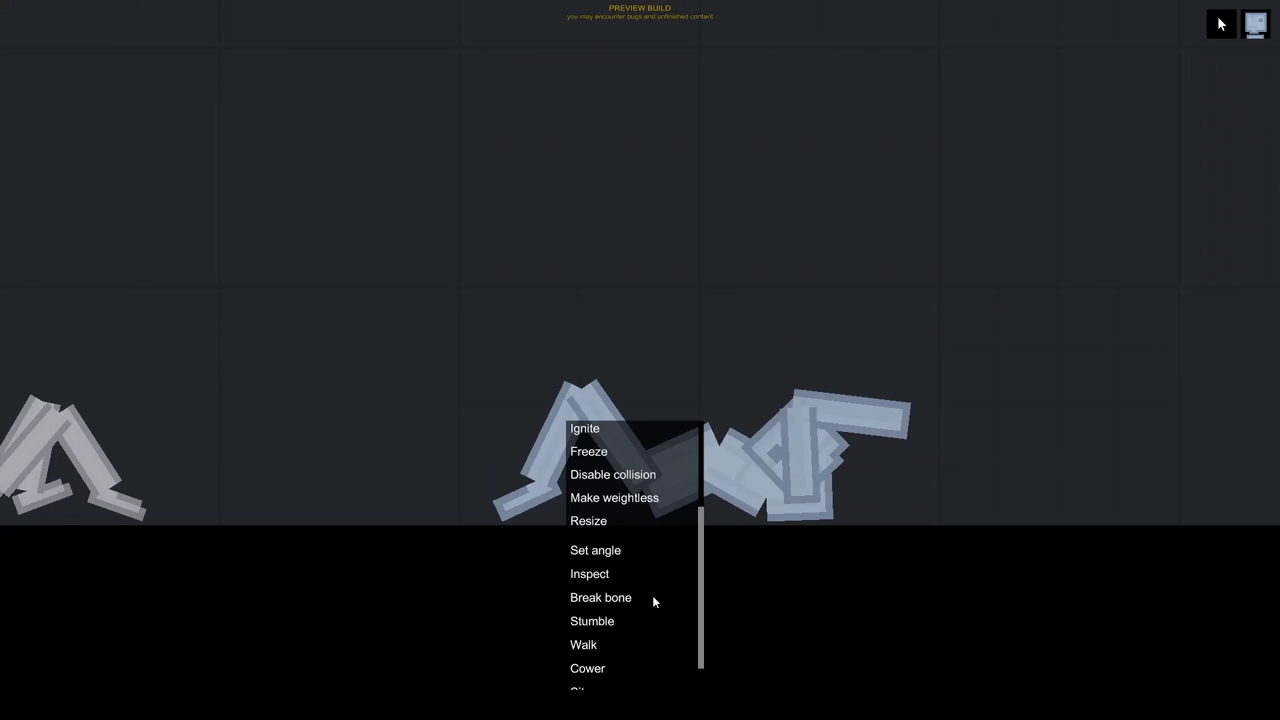 PREVIEW BUILD
you may encounter bugs and unfinished content
Ignite
Freeze
Disable collision
Make weightless
Resize
Set angle
Inspect
Break bone
Stumble
Walk
Cower